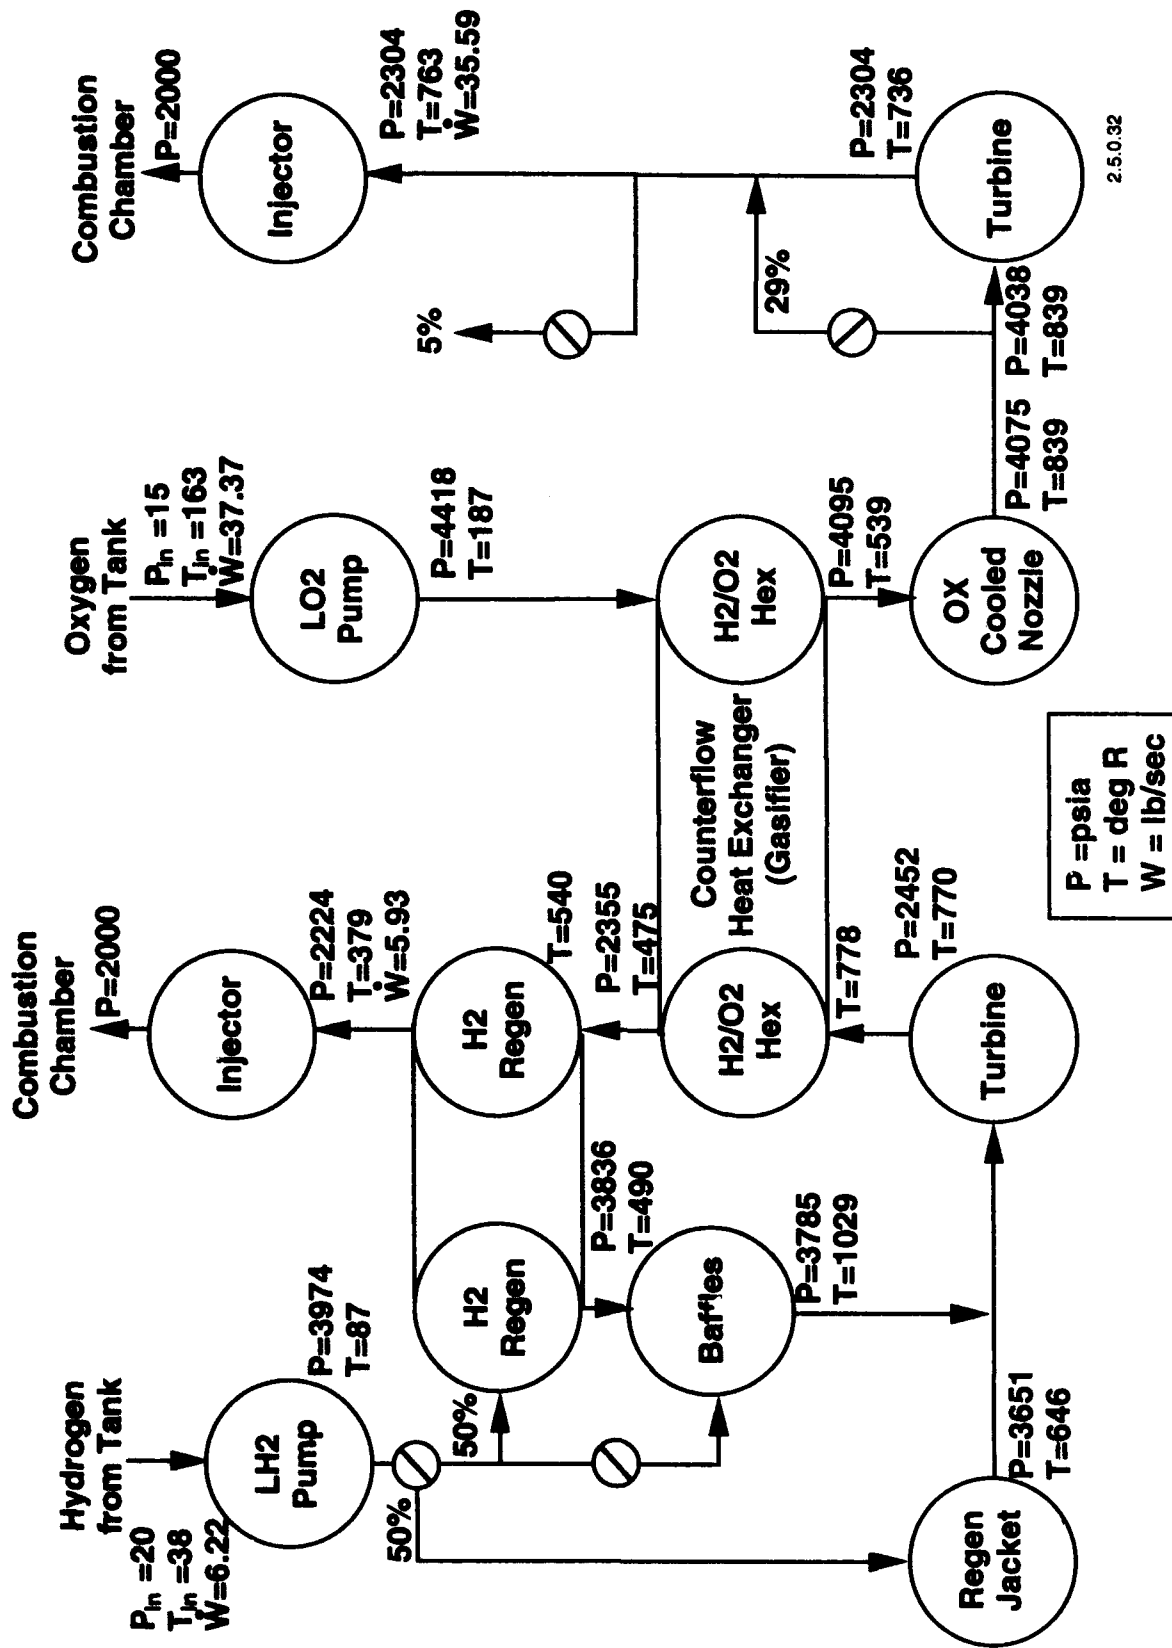 Hydrogen
from Tank
P_in =20
T_in =38
Ẇ=6.22
LH2
Pump
P=3974
T=87
50%
50%
H2
Regen
P=3836
T=490
Baffles
P=3785
T=1029
Regen
Jacket
P=3651
T=646
Combustion
Chamber
P=2000
Injector
P=2224
T=379
Ẇ=5.93
H2
Regen
T=540
P=2355
T=475
H2/O2
Hex
T=778
P=2452
T=770
Turbine
Counterflow
Heat Exchanger
(Gasifier)
Oxygen
from Tank
P_in =15
T_in =163
Ẇ=37.37
LO2
Pump
P=4418
T=187
H2/O2
Hex
P=4095
T=539
OX
Cooled
Nozzle
P=4075
T=839
P=4038
T=839
Turbine
P=2304
T=736
29%
5%
Combustion
Chamber
P=2000
Injector
P=2304
T=763
Ẇ=35.59
P =psia
T = deg R
W = lb/sec
2.5.0.32